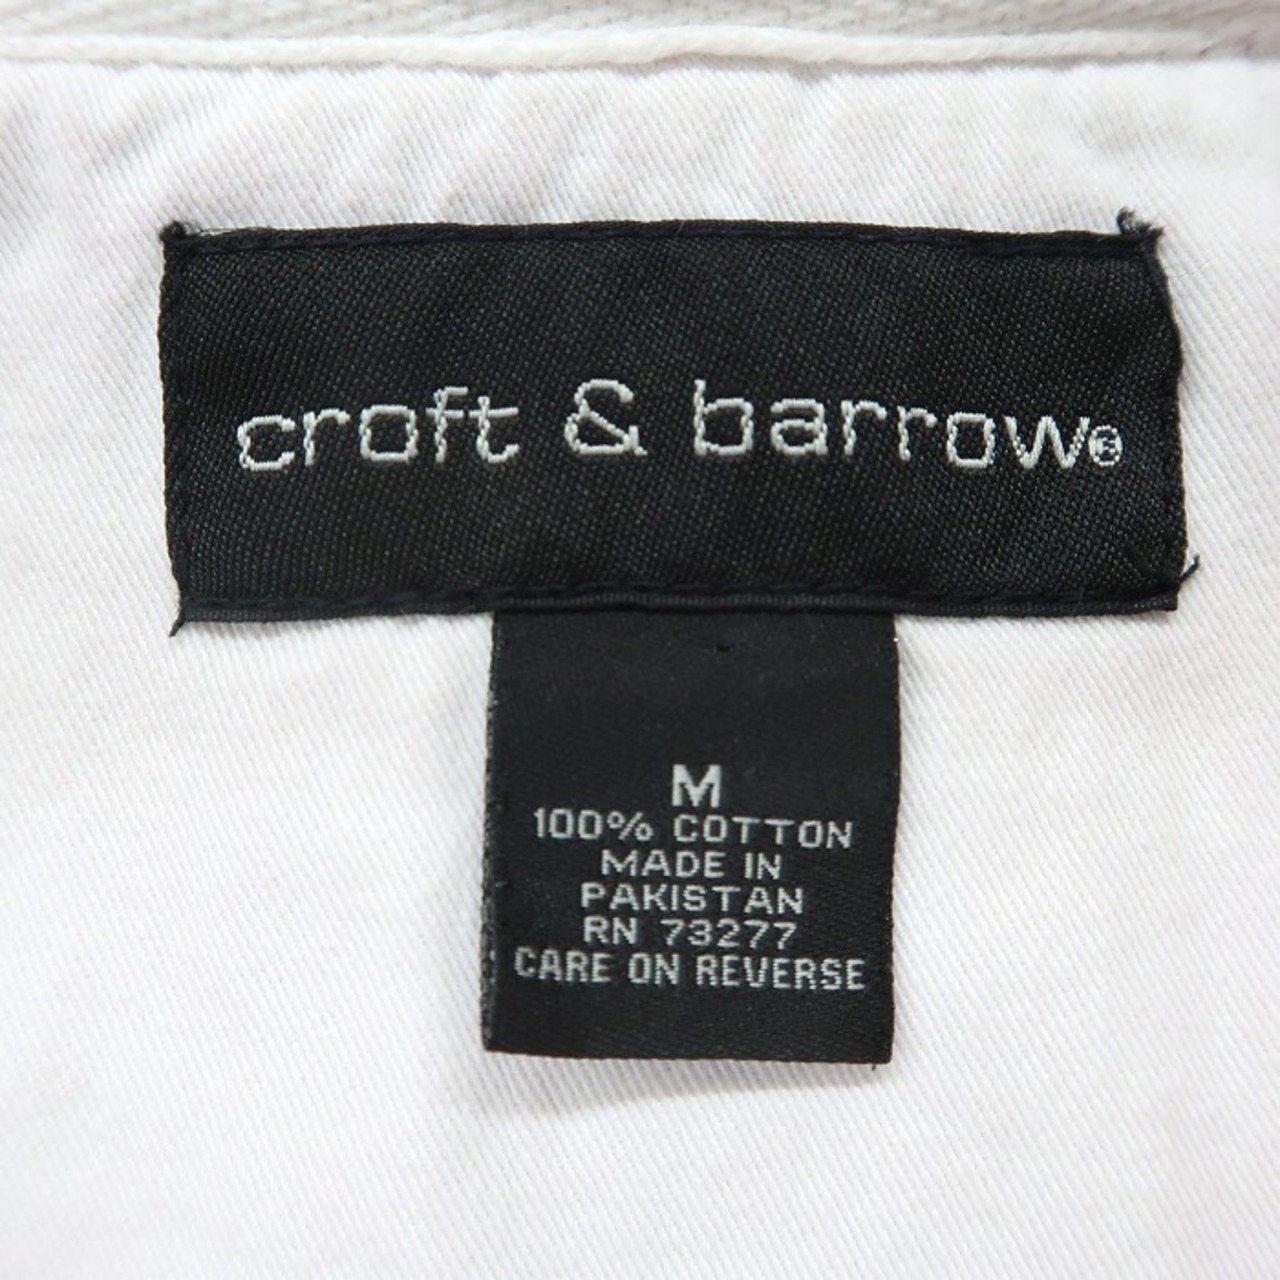 croft & barrow®
M
100% COTTON
MADE IN
PAKISTAN
RN 73277
CARE ON REVERSE